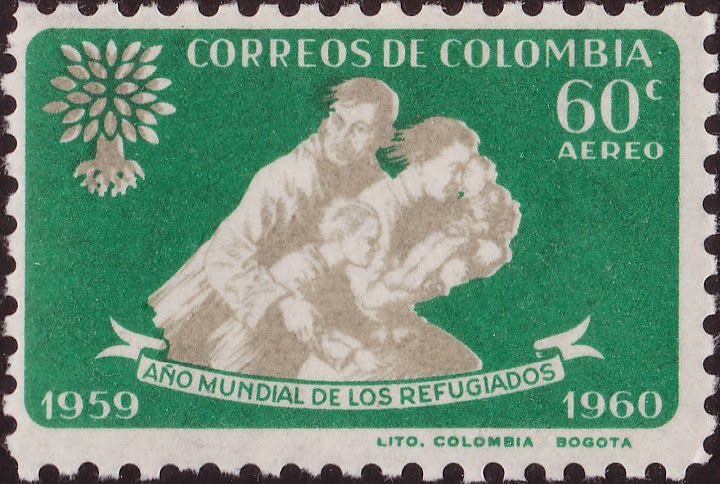 CORREOS DE COLOMBIA
60c
AEREO
AÑO MUNDIAL DE LOS REFUGIADOS
1959
1960
LITO. COLOMBIA BOGOTA